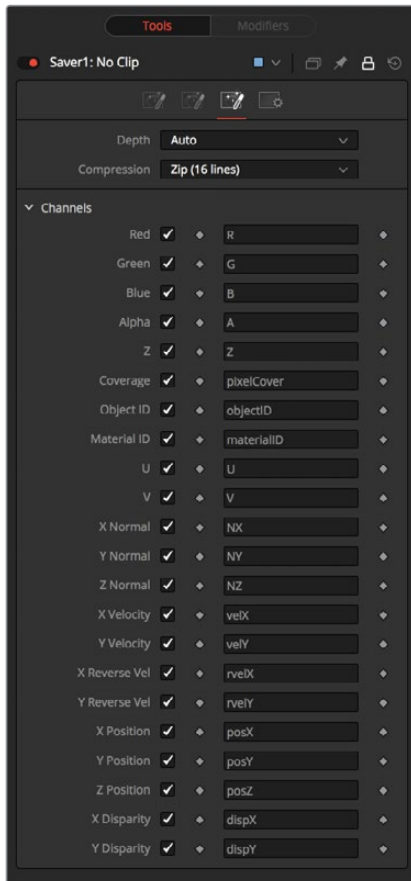 Tools Modifiers
Saver1: No Clip
Depth Auto
Compression Zip (16 lines)
Channels
Red R
Green G
Blue B
Alpha A
Z Z
Coverage pixelCover
Object ID objectID
Material ID materialID
U U
V V
X Normal NX
Y Normal NY
Z Normal NZ
X Velocity velX
Y Velocity velY
X Reverse Vel rvelX
Y Reverse Vel rvelY
X Position posX
Y Position posY
Z Position posZ
X Disparity dispX
Y Disparity dispY